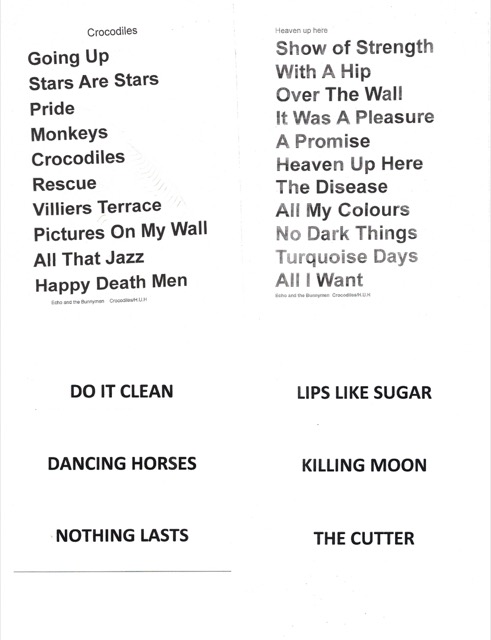 Crocodiles
Going Up
Stars Are Stars
Pride
Monkeys
Crocodiles
Rescue
Villiers Terrace
Pictures On My Wall
All That Jazz
Happy Death Men
Echo and the Bunnymen Crocodiles/H.U.H
Heaven up here
Show of Strength
With A Hip
Over The Wall
It Was A Pleasure
A Promise
Heaven Up Here
The Disease
All My Colours
No Dark Things
Turquoise Days
All I Want
Echo and the Bunnymen Crocodiles/H.U.H
DO IT CLEAN
DANCING HORSES
NOTHING LASTS
LIPS LIKE SUGAR
KILLING MOON
THE CUTTER